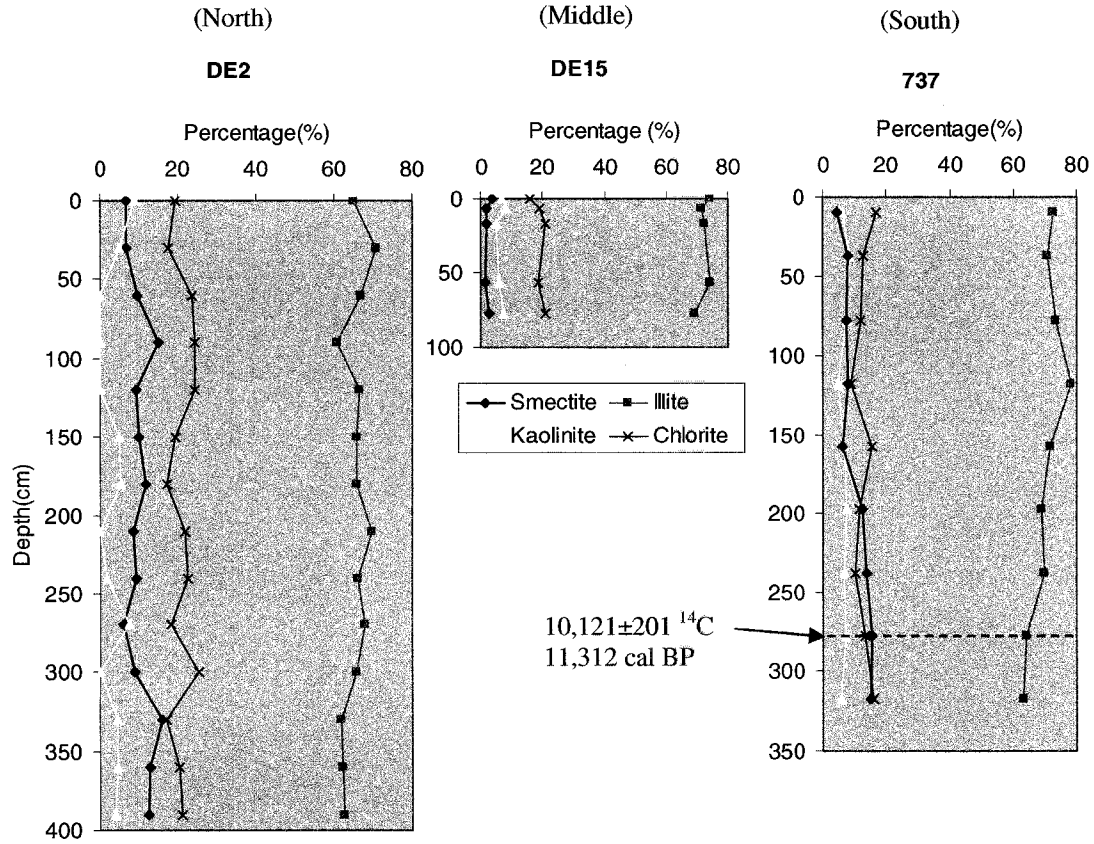 (North)
(Middle)
(South)
DE2
DE15
737
Percentage(%)
Percentage (%)
Percentage(%)
0 20 40 60 80
0 20 40 60 80
0 20 40 60 80
Depth(cm)
0
50
100
150
200
250
300
350
400
0
50
100
Smectite
Illite
Kaolinite
Chlorite
10,121±201 ¹⁴C
11,312 cal BP
0
50
100
150
200
250
300
350